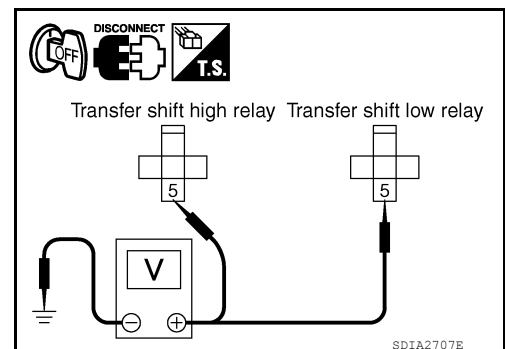 DISCONNECT
OFF
T.S.
Transfer shift high relay Transfer shift low relay
5 5
V
− +
SDIA2707E